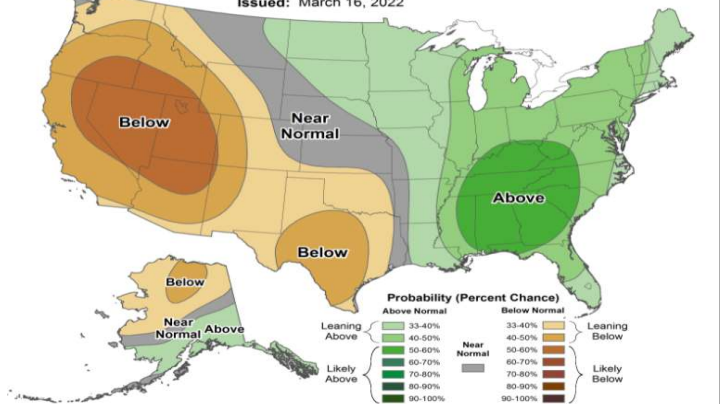 Issued: March 16, 2022
Below
Near
Normal
Above
Below
Below
Near
Normal
Above
Probability (Percent Chance)
Above Normal
Below Normal
Leaning
Above
33-40%
40-50%
Likely
Above
50-60%
60-70%
70-80%
80-90%
90-100%
Near
Normal
33-40%
40-50%
Leaning
Below
50-60%
60-70%
70-80%
80-90%
90-100%
Likely
Below